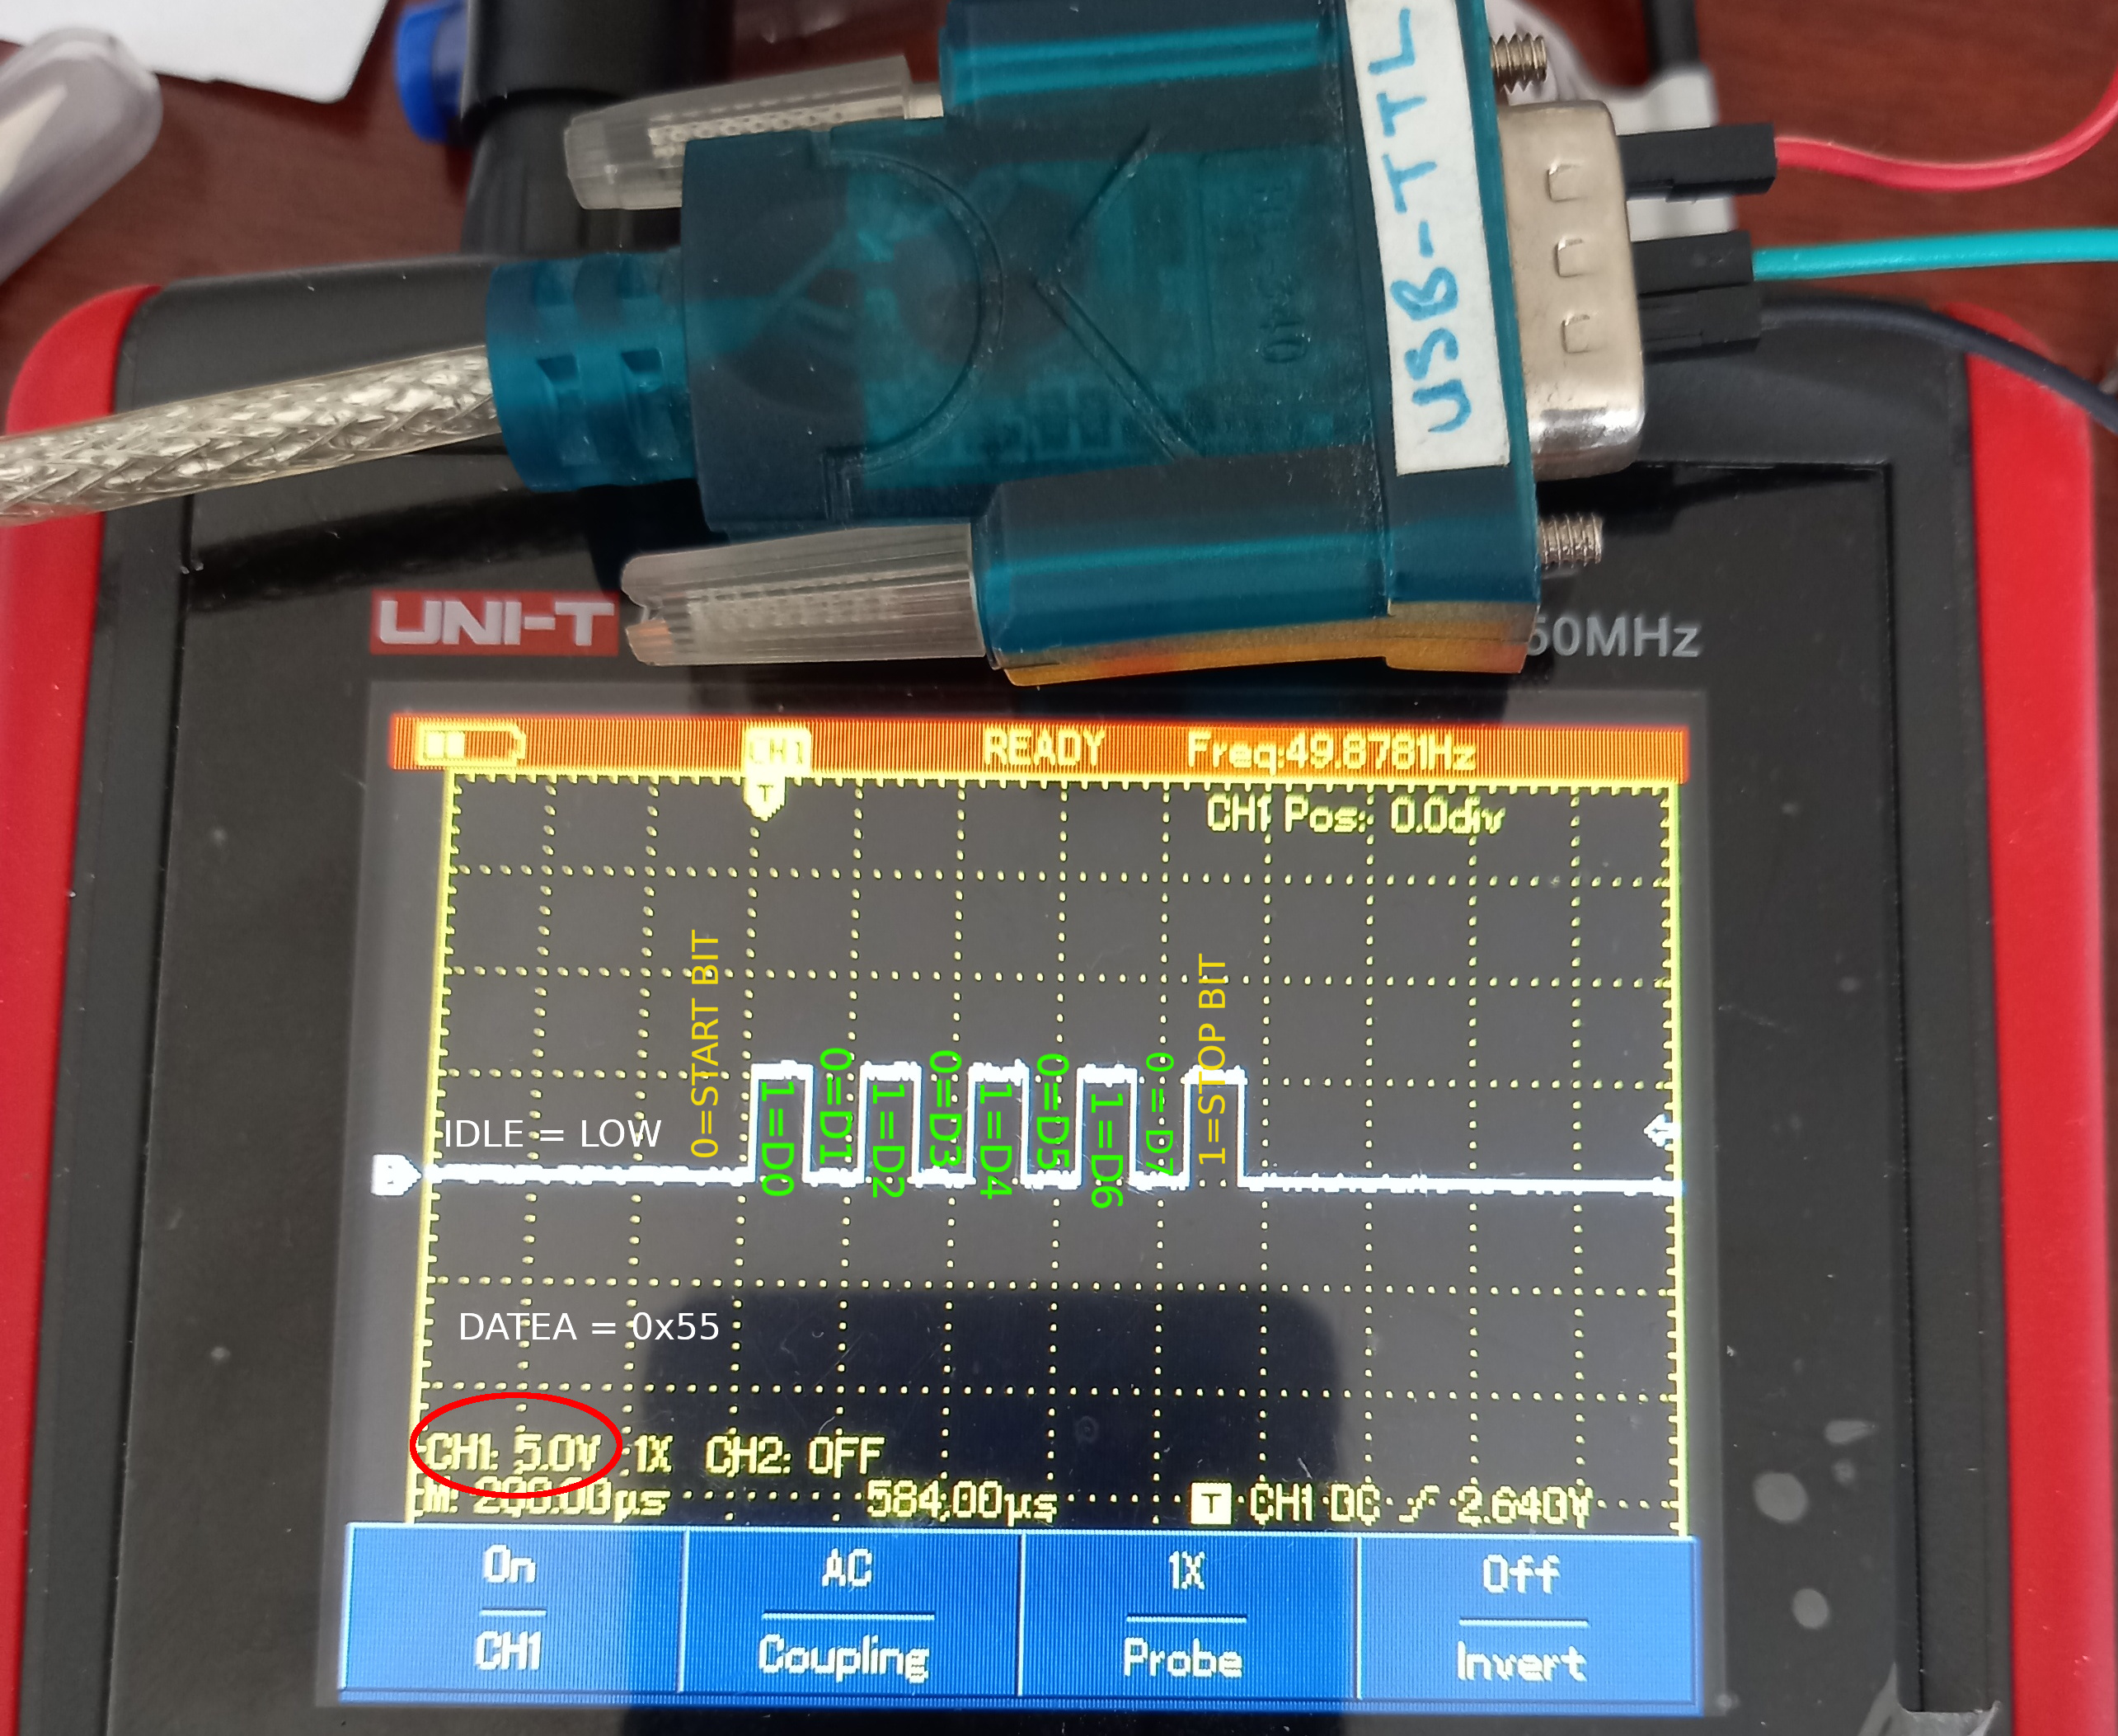 USB-TTL
UNI-T
50MHz
CH1
READY
Freq:49.8781Hz
T
CH1 Pos: 0.0div
0=START BIT
1=D0
0=D1
1=D2
0=D3
1=D4
0=D5
1=D6
0=D7
1=STOP BIT
IDLE = LOW
DATEA = 0x55
CH1: 5.0V 1X CH2: OFF
M: 200.00µs 584.00µs T CH1 DC 2.640V
On
CH1
AC
Coupling
1X
Probe
Off
Invert